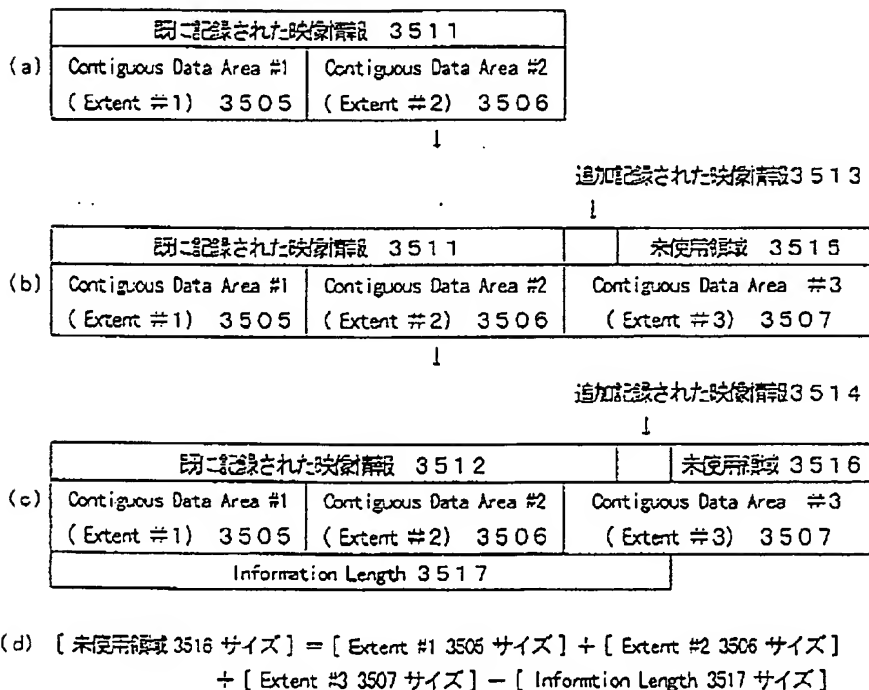 既に記録された映像情報 3511
(a) Contiguous Data Area #1 Contiguous Data Area #2
(Extent #1) 3505 (Extent #2) 3506
↓
追加記録された映像情報3513
↓
既に記録された映像情報 3511 未使用領域 3515
(b) Contiguous Data Area #1 Contiguous Data Area #2 Contiguous Data Area #3
(Extent #1) 3505 (Extent #2) 3506 (Extent #3) 3507
↓
追加記録された映像情報3514
↓
既に記録された映像情報 3512 未使用領域 3516
(c) Contiguous Data Area #1 Contiguous Data Area #2 Contiguous Data Area #3
(Extent #1) 3505 (Extent #2) 3506 (Extent #3) 3507
Information Length 3517
(d) [未使用領域 3516 サイズ] = [Extent #1 3505 サイズ] + [Extent #2 3506 サイズ]
+ [Extent #3 3507 サイズ] − [Informtion Length 3517 サイズ]